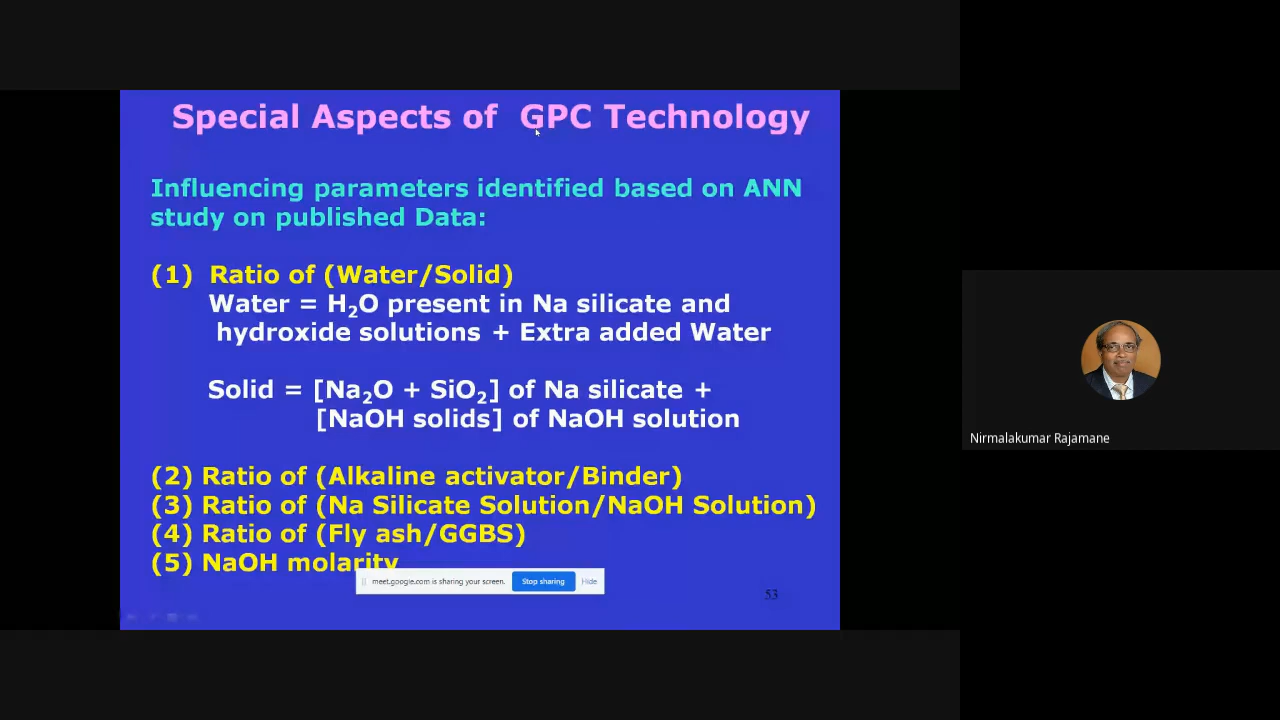 Special Aspects of GPC Technology
Influencing parameters identified based on ANN
study on published Data:
(1) Ratio of (Water/Solid)
Water = H₂O present in Na silicate and
hydroxide solutions + Extra added Water
Solid = [Na₂O + SiO₂] of Na silicate +
[NaOH solids] of NaOH solution
(2) Ratio of (Alkaline activator/Binder)
(3) Ratio of (Na Silicate Solution/NaOH Solution)
(4) Ratio of (Fly ash/GGBS)
(5) NaOH molarity
meet.google.com is sharing your screen. Stop sharing Hide
53
Nirmalakumar Rajamane